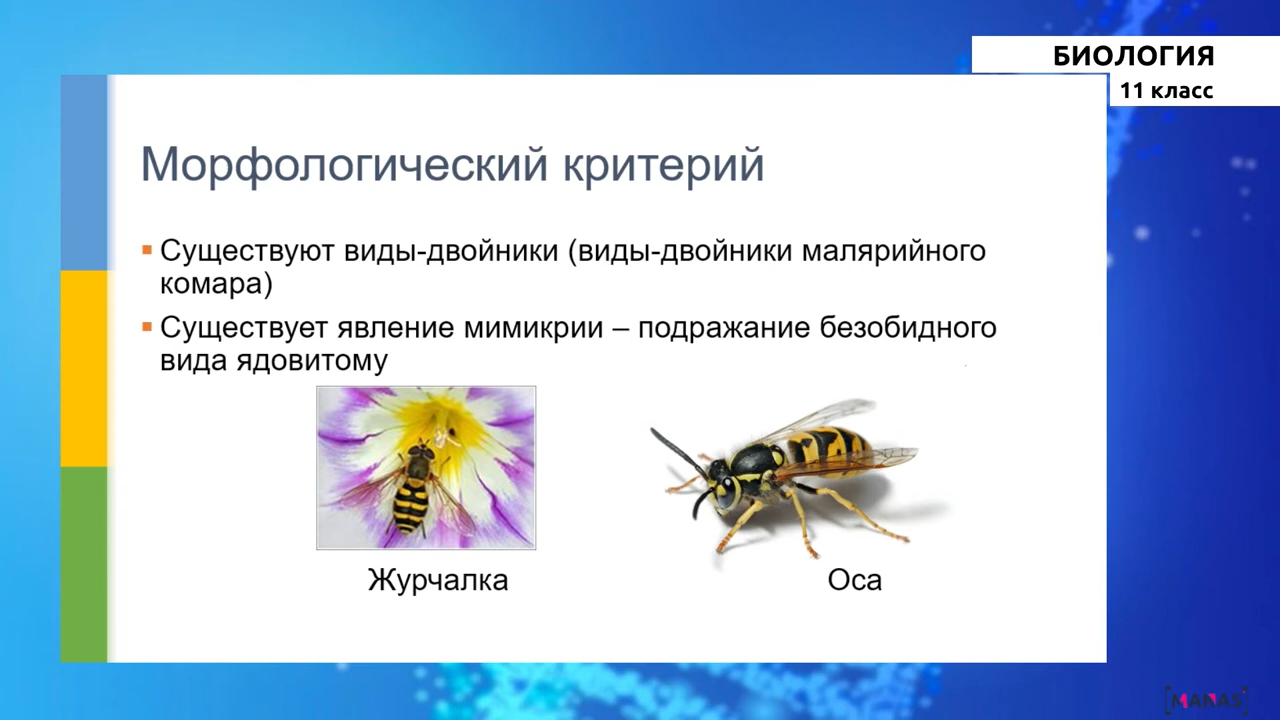 БИОЛОГИЯ
11 класс
Морфологический критерий
Существуют виды-двойники (виды-двойники малярийного
комара)
Существует явление мимикрии – подражание безобидного
вида ядовитому
Журчалка
Оса
[MANAS]